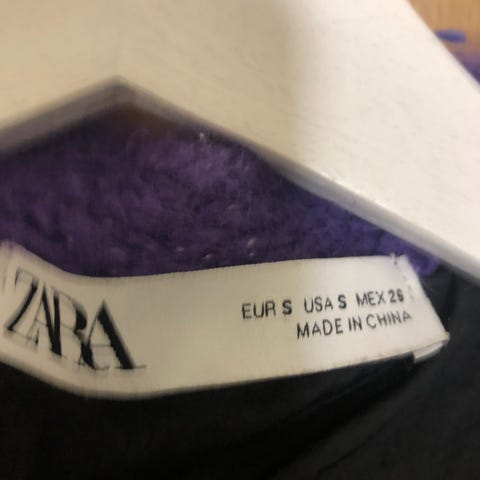 ZARA
EUR S USA S MEX 26
MADE IN CHINA